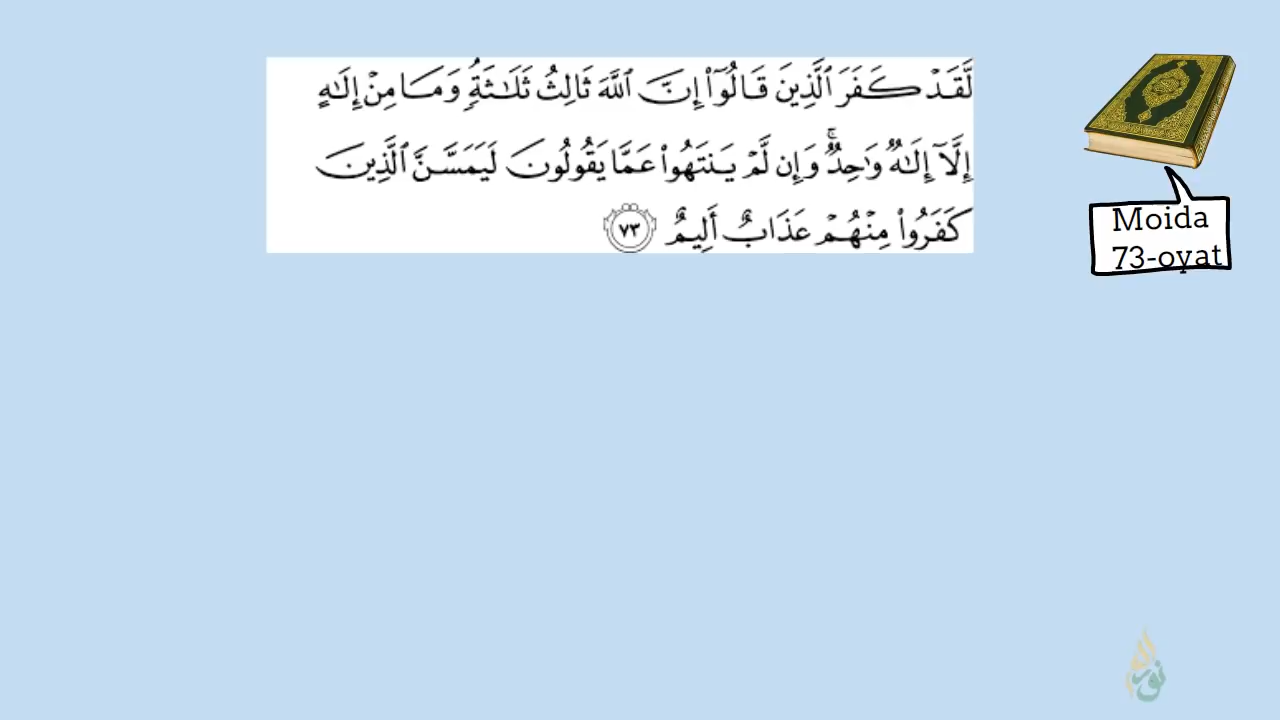 لَّقَدۡ كَفَرَ ٱلَّذِينَ قَالُوٓاْ إِنَّ ٱللَّهَ ثَالِثُ ثَلَٰثَةٖۘ وَمَا مِنۡ إِلَٰهٍ
إِلَّآ إِلَٰهٞ وَٰحِدٞۚ وَإِن لَّمۡ يَنتَهُواْ عَمَّا يَقُولُونَ لَيَمَسَّنَّ ٱلَّذِينَ
كَفَرُواْ مِنۡهُمۡ عَذَابٌ أَلِيمٌ ٧٣
Moida
73-oyat